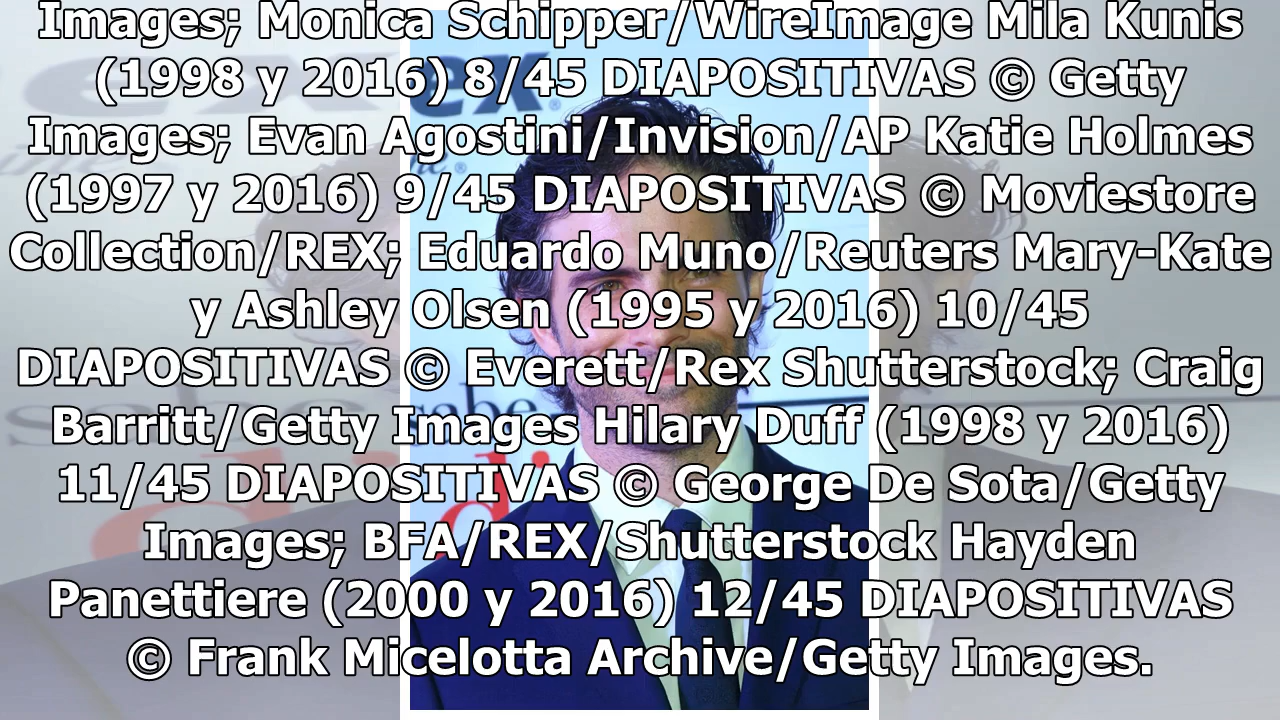 Images; Monica Schipper/WireImage Mila Kunis
(1998 y 2016) 8/45 DIAPOSITIVAS © Getty
Images; Evan Agostini/Invision/AP Katie Holmes
(1997 y 2016) 9/45 DIAPOSITIVAS © Moviestore
Collection/REX; Eduardo Muno/Reuters Mary-Kate
y Ashley Olsen (1995 y 2016) 10/45
DIAPOSITIVAS © Everett/Rex Shutterstock; Craig
Barritt/Getty Images Hilary Duff (1998 y 2016)
11/45 DIAPOSITIVAS © George De Sota/Getty
Images; BFA/REX/Shutterstock Hayden
Panettiere (2000 y 2016) 12/45 DIAPOSITIVAS
© Frank Micelotta Archive/Getty Images.